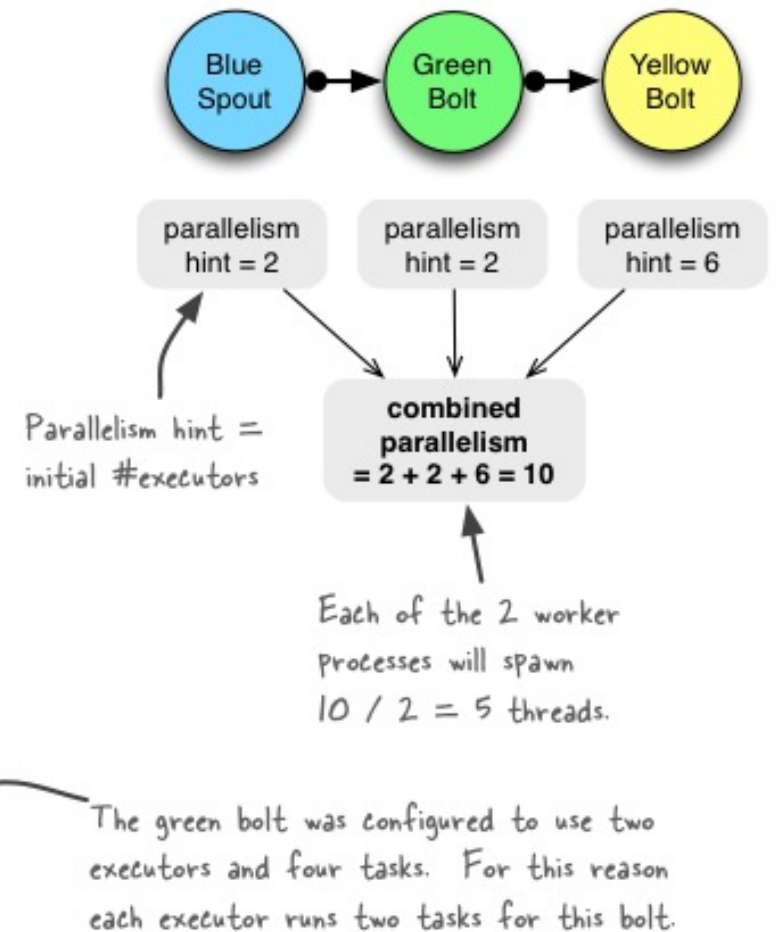 Blue
Spout
Green
Bolt
Yellow
Bolt
parallelism
hint = 2
parallelism
hint = 2
parallelism
hint = 6
Parallelism hint =
initial #executors
combined
parallelism
= 2 + 2 + 6 = 10
Each of the 2 worker
processes will spawn
10 / 2 = 5 threads.
The green bolt was configured to use two
executors and four tasks. For this reason
each executor runs two tasks for this bolt.